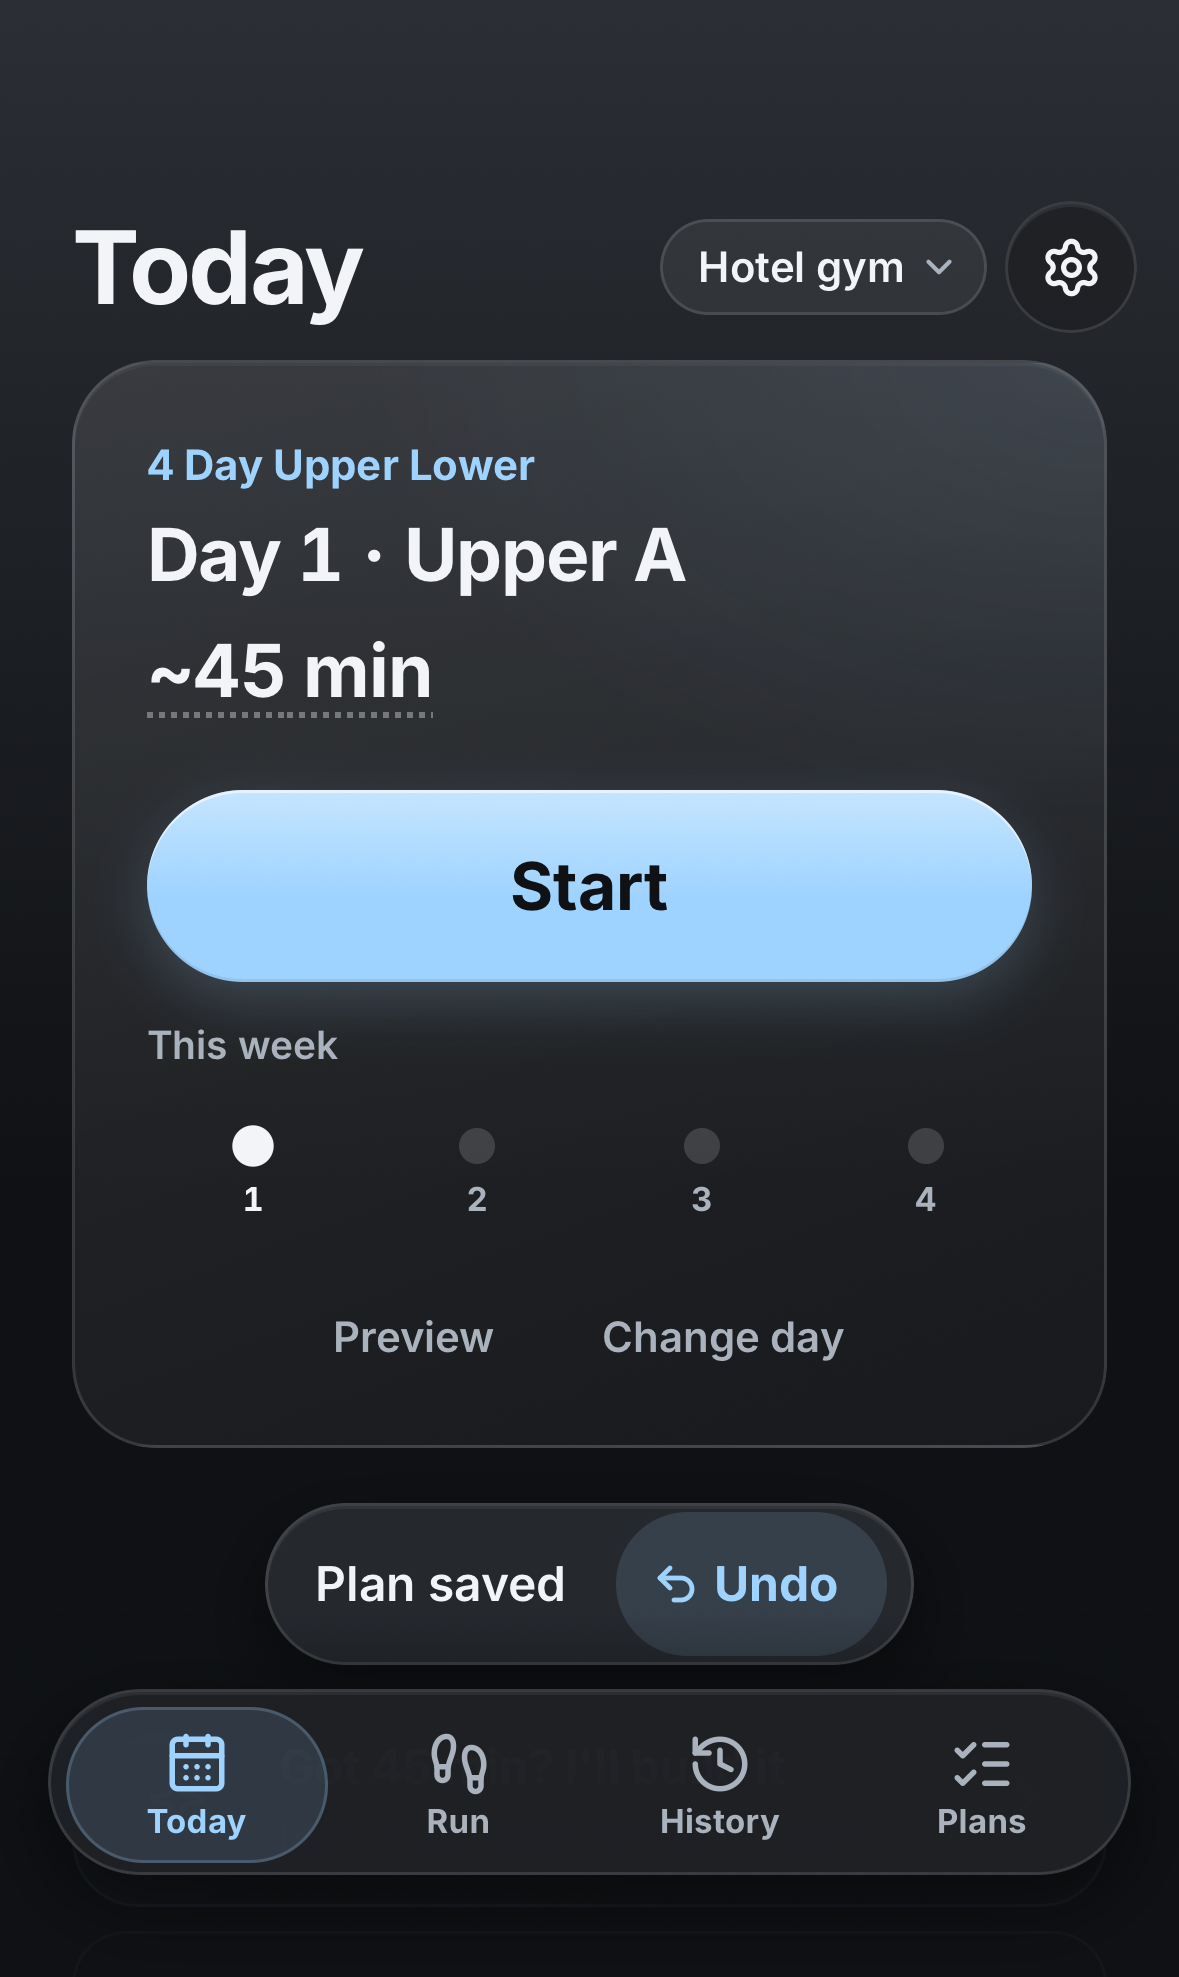 Today
Hotel gym
4 Day Upper Lower
Day 1 · Upper A
~45 min
Start
This week
1 2 3 4
Preview Change day
Plan saved Undo
Today Run History Plans